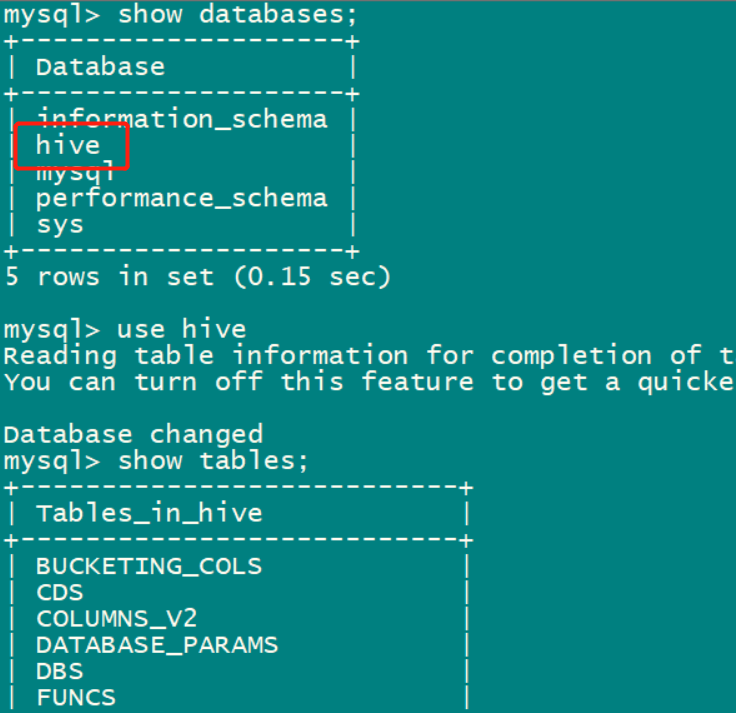 mysql> show databases;
+--------------------+
| Database           |
+--------------------+
| information_schema |
| hive               |
| mysql              |
| performance_schema |
| sys                |
+--------------------+
5 rows in set (0.15 sec)
mysql> use hive
Reading table information for completion of t
You can turn off this feature to get a quicke
Database changed
mysql> show tables;
+---------------------------+
| Tables_in_hive            |
+---------------------------+
| BUCKETING_COLS            |
| CDS                       |
| COLUMNS_V2                |
| DATABASE_PARAMS           |
| DBS                       |
| FUNCS                     |